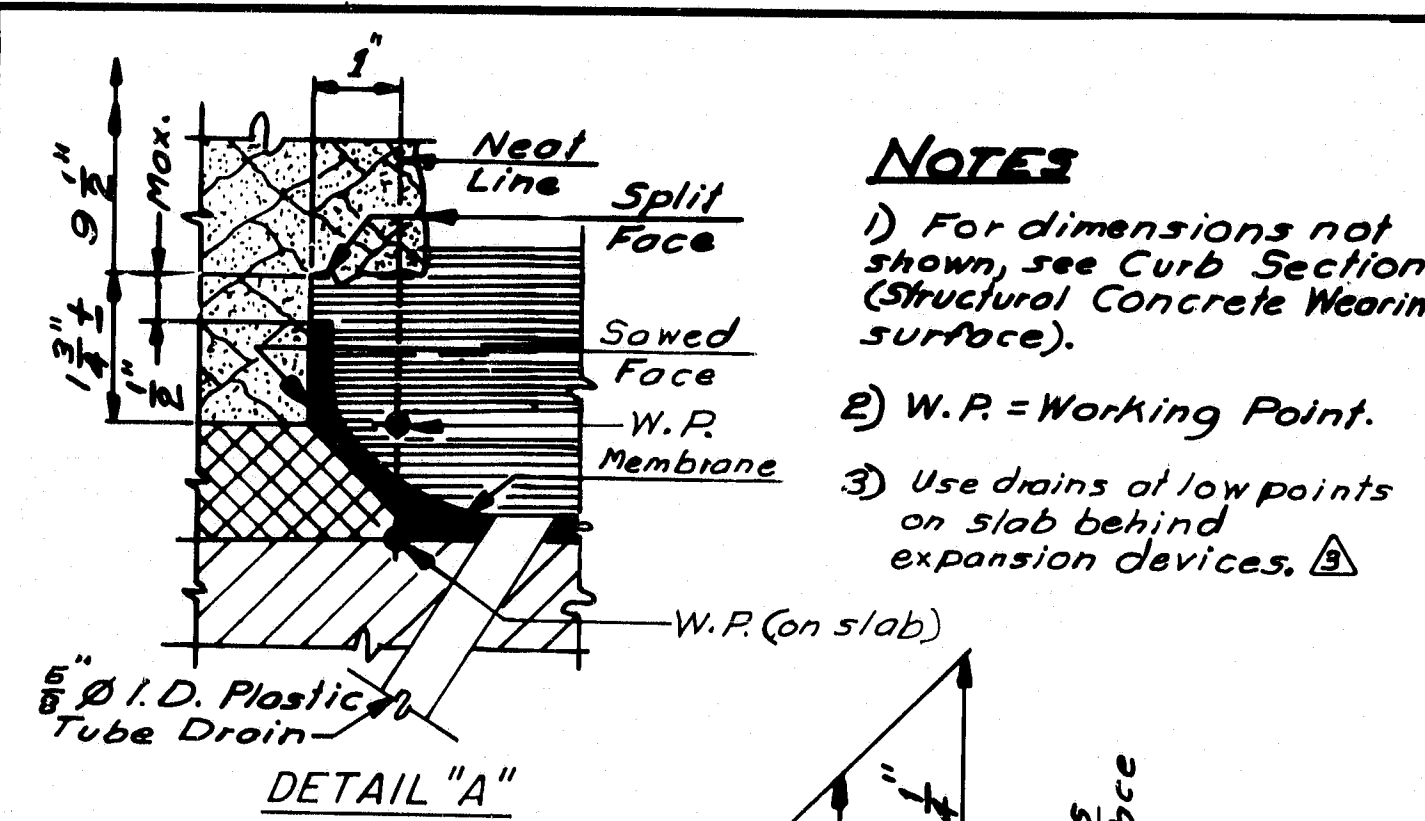 1"
Neat
Line
Split
Face
9 1/2"
Max.
1 3/4" ±
1/2"
Sawed
Face
W.P.
Membrane
W.P. (on slab)
5/8" Ø I.D. Plastic
Tube Drain
DETAIL "A"
NOTES
1) For dimensions not
shown, see Curb Section
(Structural Concrete Wearin
surface).
2) W.P. = Working Point.
3) Use drains at low points
on slab behind
expansion devices. 3